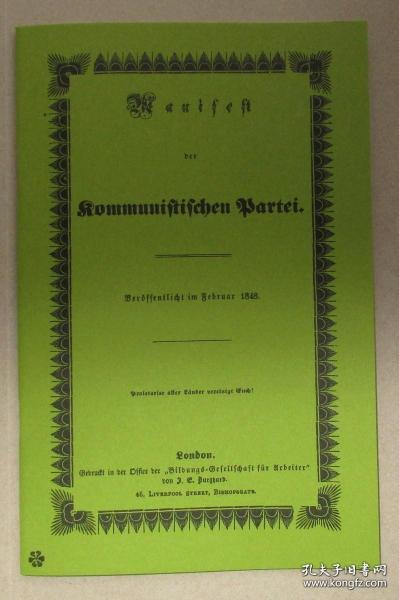 Manifest
der
Kommunistischen Partei.
Veröffentlicht im Februar 1848.
Proletarier aller Länder vereinigt Euch!
London.
Gedruckt in der Office der „Bildungs-Gesellschaft für Arbeiter"
von J. E. Burghard.
46, LIVERPOOL STREET, BISHOPSGATE.
孔夫子旧书网
www.kongfz.com